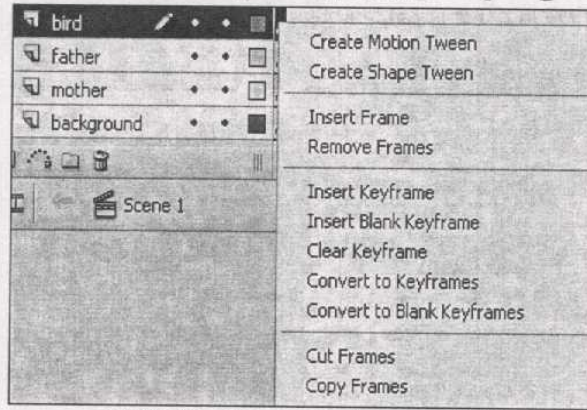 bird
father
mother
background
Scene 1
Create Motion Tween
Create Shape Tween
Insert Frame
Remove Frames
Insert Keyframe
Insert Blank Keyframe
Clear Keyframe
Convert to Keyframes
Convert to Blank Keyframes
Cut Frames
Copy Frames